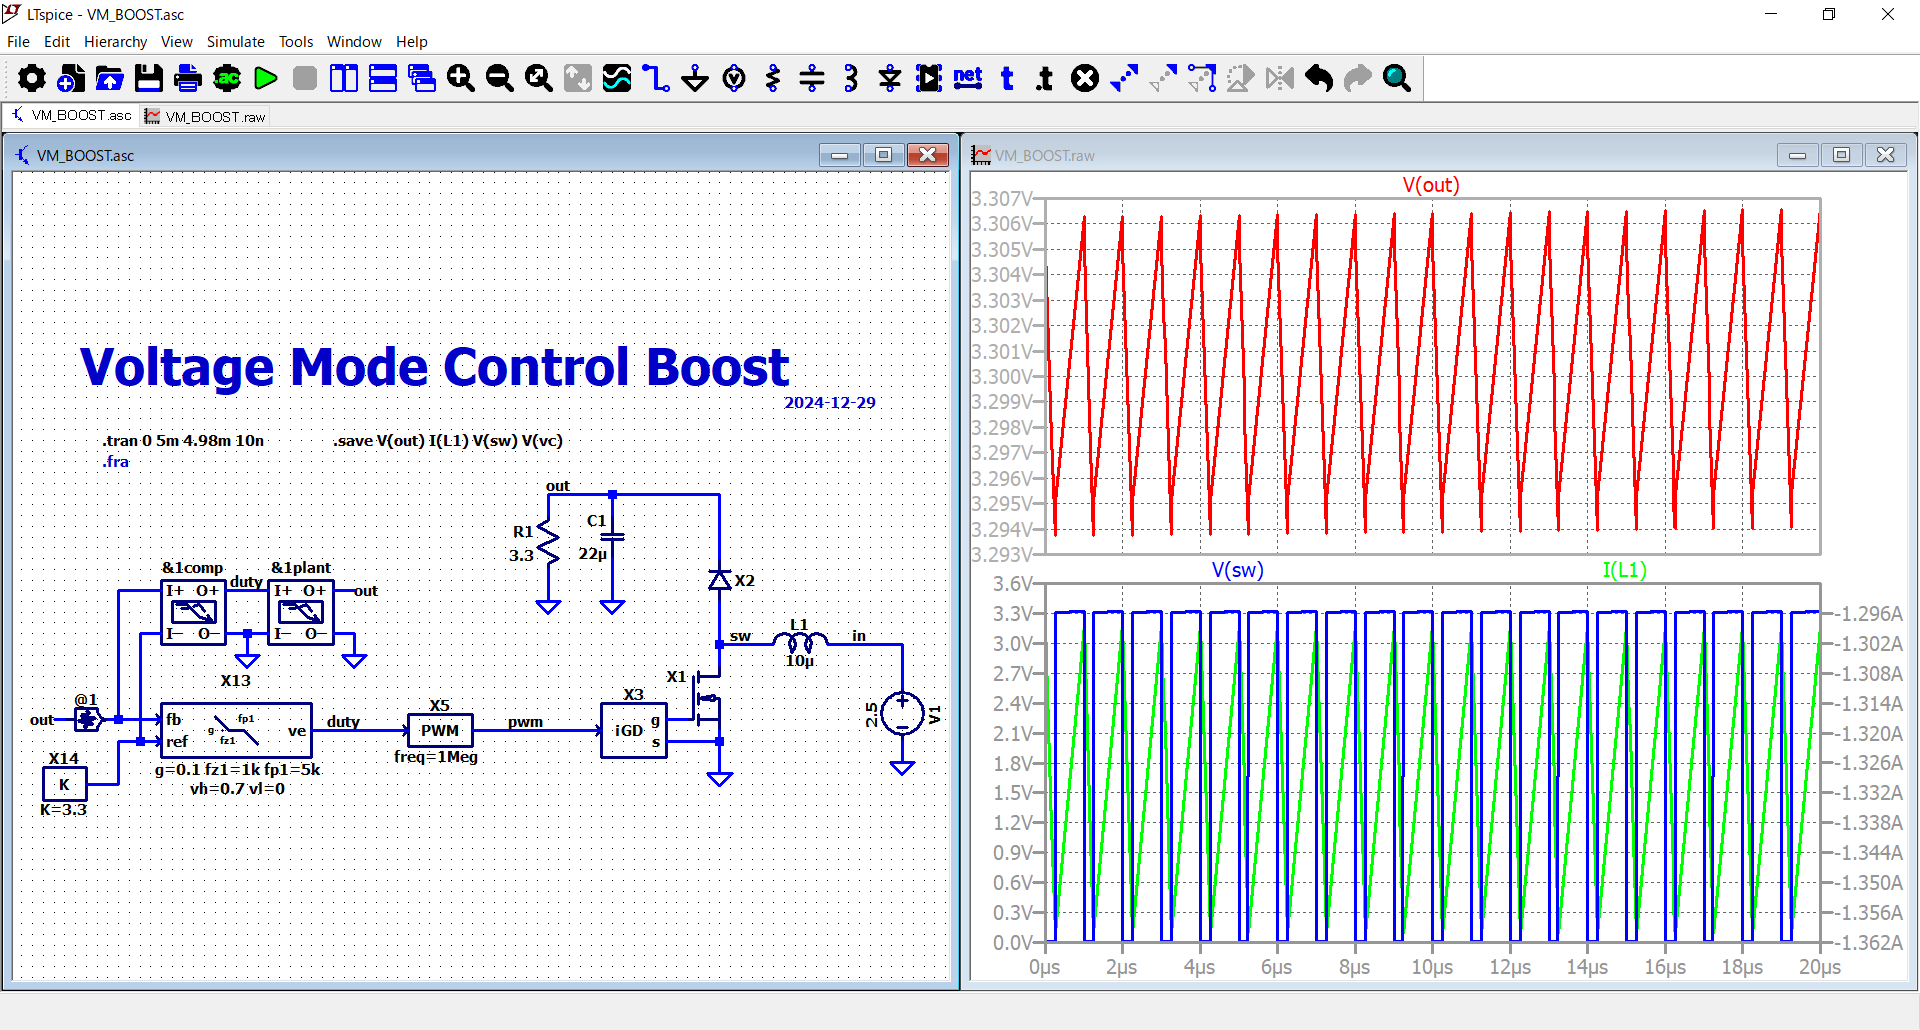 LTspice - VM_BOOST.asc
File Edit Hierarchy View Simulate Tools Window Help
.ac net t .t
VM_BOOST.asc VM_BOOST.raw
VM_BOOST.asc
Voltage Mode Control Boost
2024-12-29
.tran 0 5m 4.98m 10n .save V(out) I(L1) V(sw) V(vc)
.fra
out
R1
3.3
C1
22µ
X2
&1comp &1plant
I+ O+ duty I+ O+ out
I− O− I− O−
sw L1 in
10µ
X13
X1
@1
out
fb
ref
g fp1
fz1
ve
duty
X5
PWM
freq=1Meg
pwm
X3
iGD
g
s
2.5
V1
X14
K
K=3.3
g=0.1 fz1=1k fp1=5k
vh=0.7 vl=0
VM_BOOST.raw
V(out)
3.307V
3.306V
3.305V
3.304V
3.303V
3.302V
3.301V
3.300V
3.299V
3.298V
3.297V
3.296V
3.295V
3.294V
3.293V
V(sw) I(L1)
3.6V
3.3V -1.296A
3.0V -1.302A
2.7V -1.308A
2.4V -1.314A
2.1V -1.320A
1.8V -1.326A
1.5V -1.332A
1.2V -1.338A
0.9V -1.344A
0.6V -1.350A
0.3V -1.356A
0.0V -1.362A
0µs 2µs 4µs 6µs 8µs 10µs 12µs 14µs 16µs 18µs 20µs